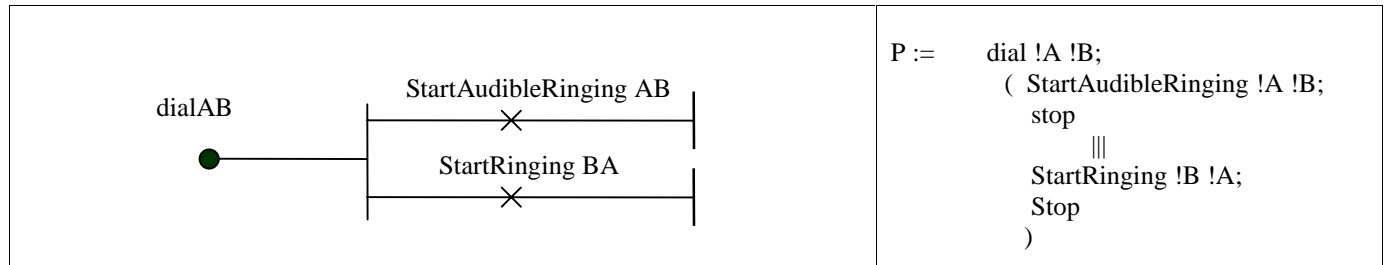 StartAudibleRinging AB
dialAB
StartRinging BA
P := dial !A !B;
( StartAudibleRinging !A !B;
stop
|||
StartRinging !B !A;
Stop
)